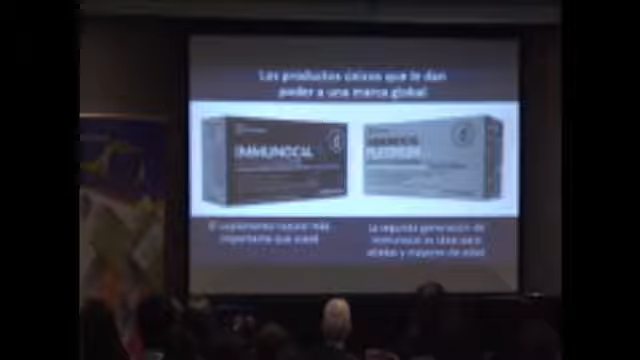 Los productos únicos que le dan
poder a una marca global
IMMUNOCAL
PLATINUM
El suplemento natural más
importante que usará
La segunda generación de
Immunocal es ideal para
atletas y mayores de edad